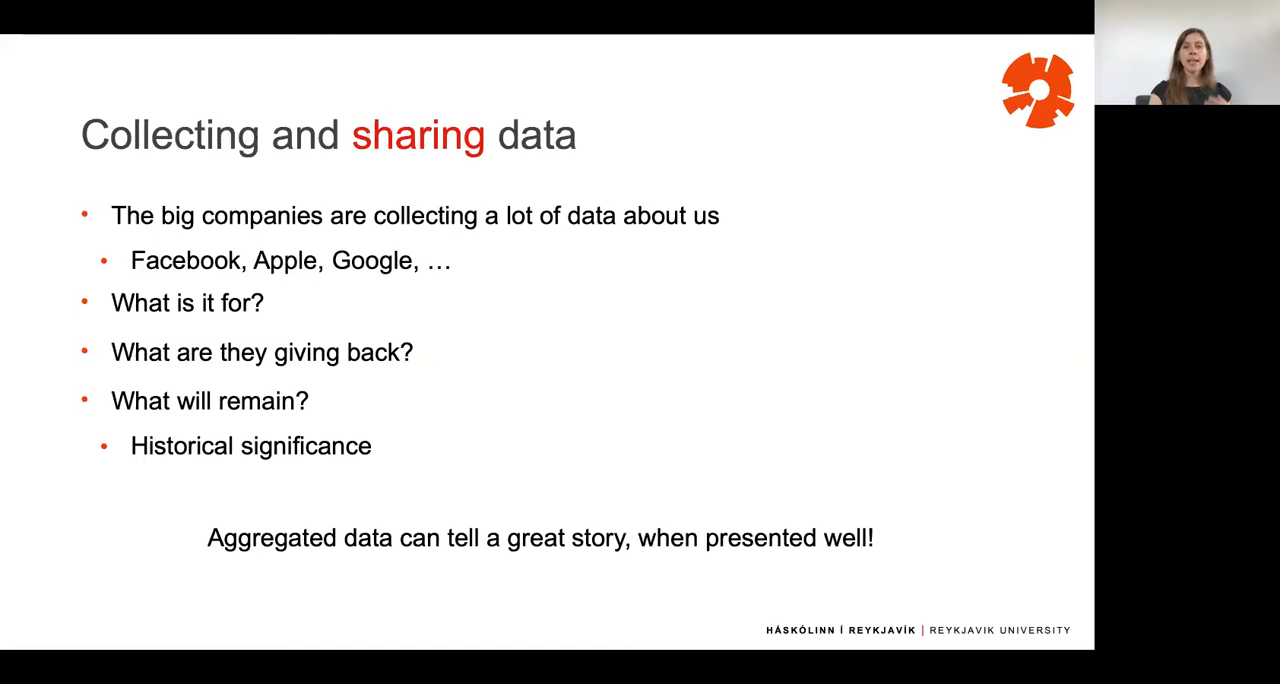 Collecting and sharing data
• The big companies are collecting a lot of data about us
• Facebook, Apple, Google, …
• What is it for?
• What are they giving back?
• What will remain?
• Historical significance
Aggregated data can tell a great story, when presented well!
HÁSKÓLINN Í REYKJAVÍK | REYKJAVIK UNIVERSITY